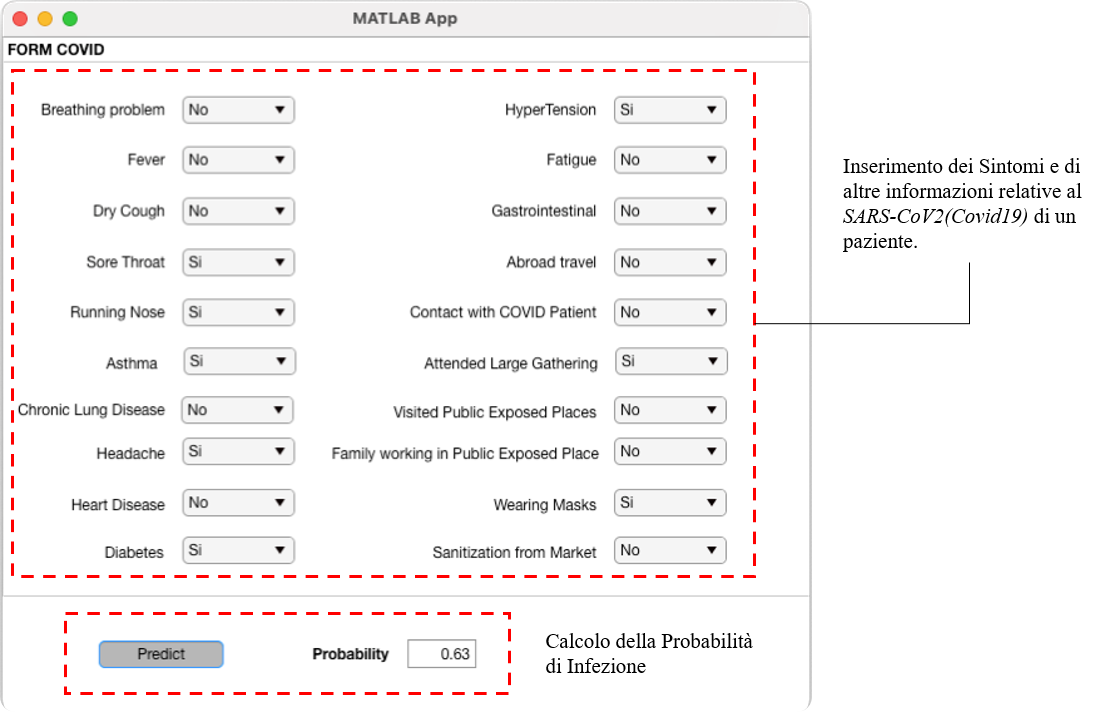 MATLAB App
FORM COVID
Breathing problem No
HyperTension Si
Fever No
Fatigue No
Dry Cough No
Gastrointestinal No
Sore Throat Si
Abroad travel No
Running Nose Si
Contact with COVID Patient No
Asthma Si
Attended Large Gathering Si
Chronic Lung Disease No
Visited Public Exposed Places No
Headache Si
Family working in Public Exposed Place No
Heart Disease No
Wearing Masks Si
Diabetes Si
Sanitization from Market No
Inserimento dei Sintomi e di
altre informazioni relative al
SARS-CoV2(Covid19) di un
paziente.
Predict
Probability 0.63
Calcolo della Probabilità
di Infezione